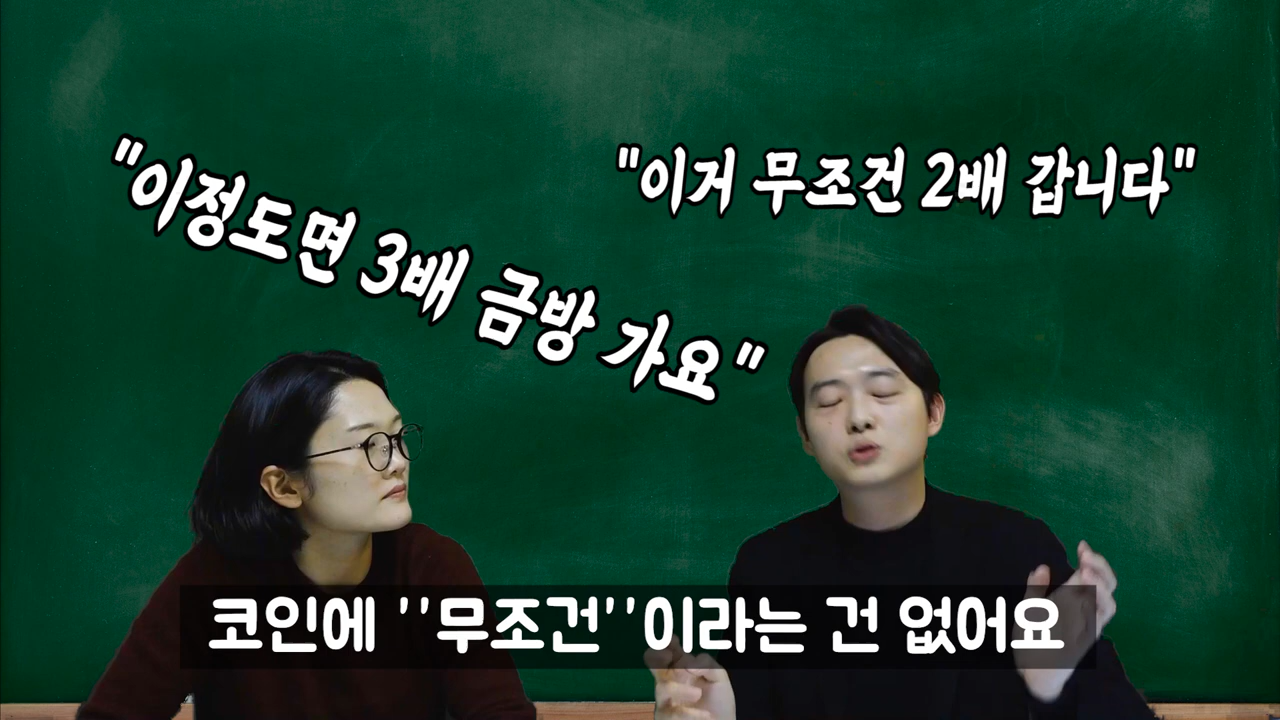 "이정도면 3배 금방 가요"
"이거 무조건 2배 갑니다"
코인에 ''무조건''이라는 건 없어요